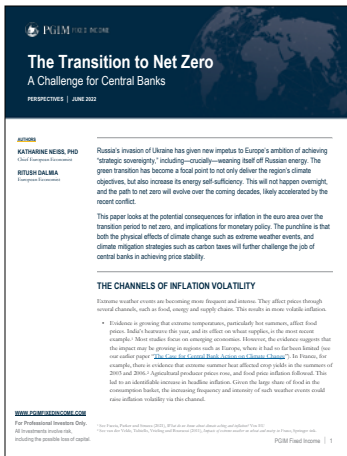 PGIM FIXED INCOME
The Transition to Net Zero
A Challenge for Central Banks
PERSPECTIVES | JUNE 2022
AUTHORS
KATHARINE NEISS, PHD
Chief European Economist
RITUSH DALMIA
European Economist
Russia's invasion of Ukraine has given new impetus to Europe's ambition of achieving
"strategic sovereignty," including—crucially—weaning itself off Russian energy. The
green transition has become a focal point to not only deliver the region's climate
objectives, but also increase its energy self-sufficiency. This will not happen overnight,
and the path to net zero will evolve over the coming decades, likely accelerated by the
recent conflict.
This paper looks at the potential consequences for inflation in the euro area over the
transition period to net zero, and implications for monetary policy. The punchline is that
both the physical effects of climate change such as extreme weather events, and
climate mitigation strategies such as carbon taxes will further challenge the job of
central banks in achieving price stability.
THE CHANNELS OF INFLATION VOLATILITY
Extreme weather events are becoming more frequent and intense. They affect prices through
several channels, such as food, energy and supply chains. This results in more volatile inflation.
• Evidence is growing that extreme temperatures, particularly hot summers, affect food
prices. India's recent heatwave, and its effect on wheat supplies, is the most recent
example.¹ Most studies focus on emerging economies. However, the evidence suggests that
the impact may be growing in regions such as Europe, where it had so far been limited (see
our earlier paper "The Case for Central Bank Action on Climate Change"). In France, for
example, there is evidence that extreme summer heat affected crop yields in the summers of
2003 and 2006.² Agricultural producer prices rose, and food price inflation followed. This
led to an identifiable increase in headline inflation. Given the large share of food in the
consumption basket, the increasing frequency and intensity of such weather events could
raise inflation volatility via this channel.
WWW.PGIMFIXEDINCOME.COM
For Professional Investors Only.
All investments involve risk,
including the possible loss of capital.
PGIM Fixed Income | 1